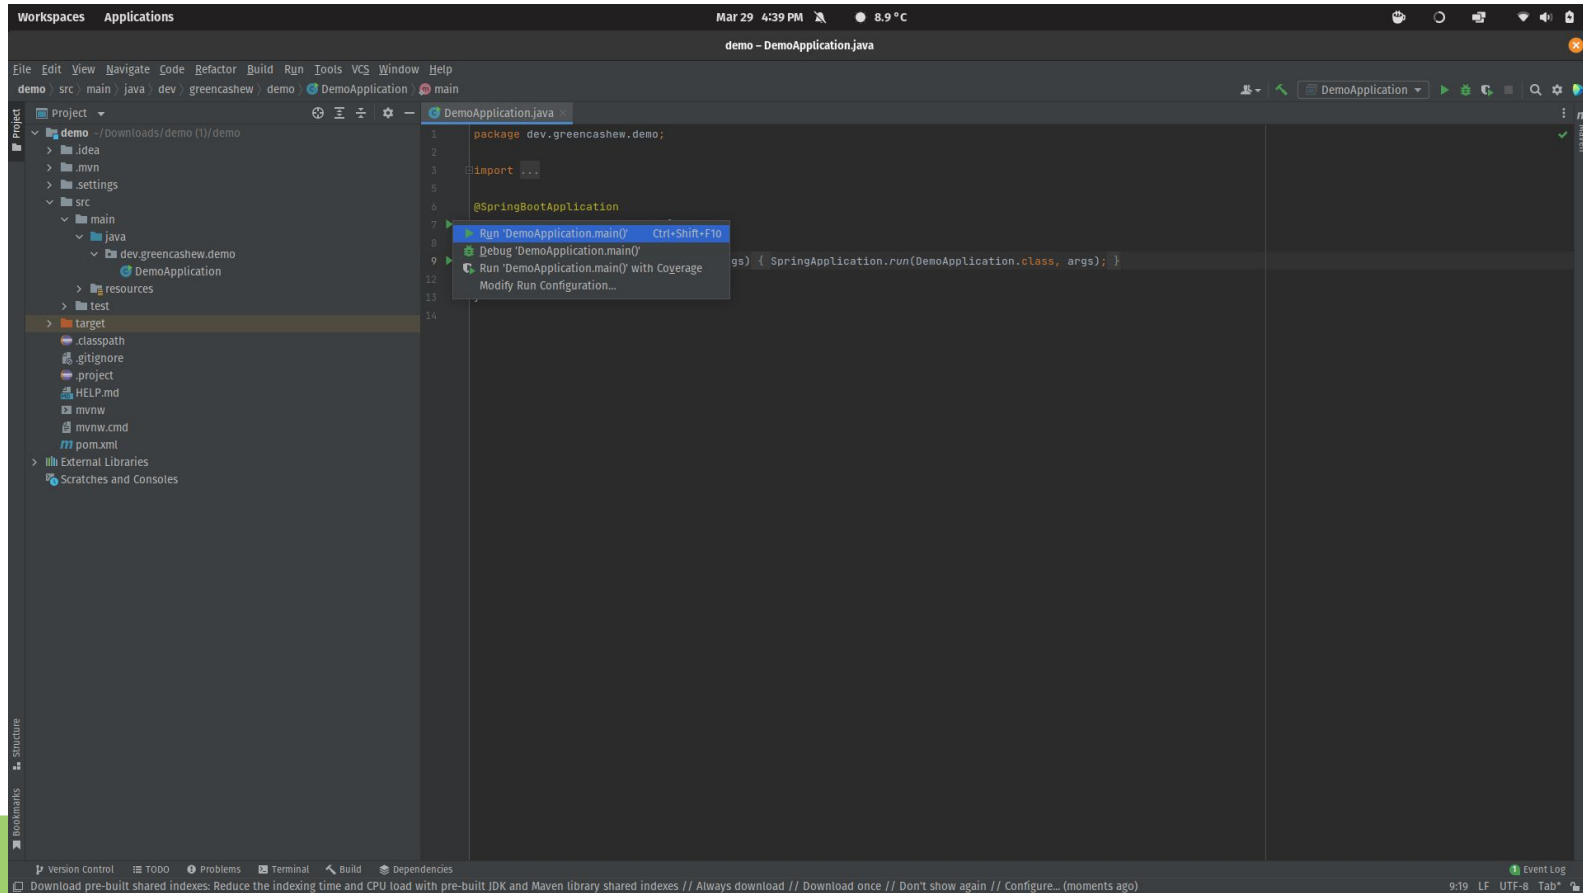 Workspaces Applications Mar 29 4:39 PM 8.9 °C
demo – DemoApplication.java
File Edit View Navigate Code Refactor Build Run Tools VCS Window Help
demo src main java dev greencashew demo DemoApplication main DemoApplication
Project
Project
DemoApplication.java
demo ~/Downloads/demo (1)/demo
.idea
.mvn
.settings
src
main
java
dev.greencashew.demo
DemoApplication
resources
test
target
.classpath
.gitignore
.project
HELP.md
mvnw
mvnw.cmd
pom.xml
External Libraries
Scratches and Consoles
1 package dev.greencashew.demo;
2
3 import ...
5
6 @SpringBootApplication
7
8
9 gs) { SpringApplication.run(DemoApplication.class, args); }
12
13 }
14
Run 'DemoApplication.main()' Ctrl+Shift+F10
Debug 'DemoApplication.main()'
Run 'DemoApplication.main()' with Coverage
Modify Run Configuration...
Structure
Bookmarks
Version Control TODO Problems Terminal Build Dependencies 1 Event Log
Download pre-built shared indexes: Reduce the indexing time and CPU load with pre-built JDK and Maven library shared indexes // Always download // Download once // Don't show again // Configure... (moments ago) 9:19 LF UTF-8 Tab*